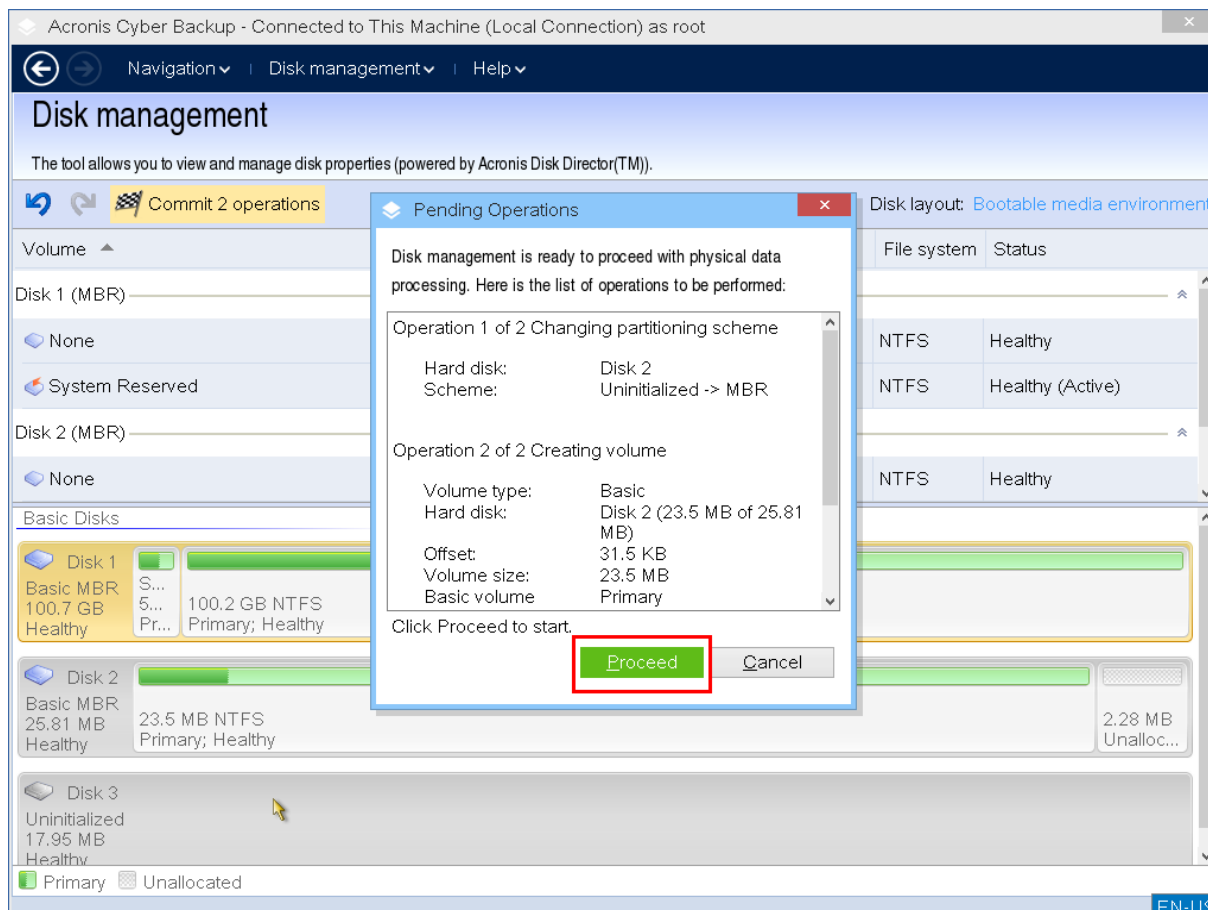 Acronis Cyber Backup - Connected to This Machine (Local Connection) as root
Navigation Disk management Help
Disk management
The tool allows you to view and manage disk properties (powered by Acronis Disk Director(TM)).
Commit 2 operations
Disk layout: Bootable media environment
Volume File system Status
Disk 1 (MBR)
None NTFS Healthy
System Reserved NTFS Healthy (Active)
Disk 2 (MBR)
None NTFS Healthy
Pending Operations
Disk management is ready to proceed with physical data
processing. Here is the list of operations to be performed:
Operation 1 of 2 Changing partitioning scheme
Hard disk: Disk 2
Scheme: Uninitialized -> MBR
Operation 2 of 2 Creating volume
Volume type: Basic
Hard disk: Disk 2 (23.5 MB of 25.81
MB)
Offset: 31.5 KB
Volume size: 23.5 MB
Basic volume Primary
Click Proceed to start.
Proceed Cancel
Basic Disks
Disk 1
Basic MBR
100.7 GB
Healthy
S...
5...
Pr...
100.2 GB NTFS
Primary; Healthy
Disk 2
Basic MBR
25.81 MB
Healthy
23.5 MB NTFS
Primary; Healthy
2.28 MB
Unalloc...
Disk 3
Uninitialized
17.95 MB
Healthy
Primary Unallocated
EN-US